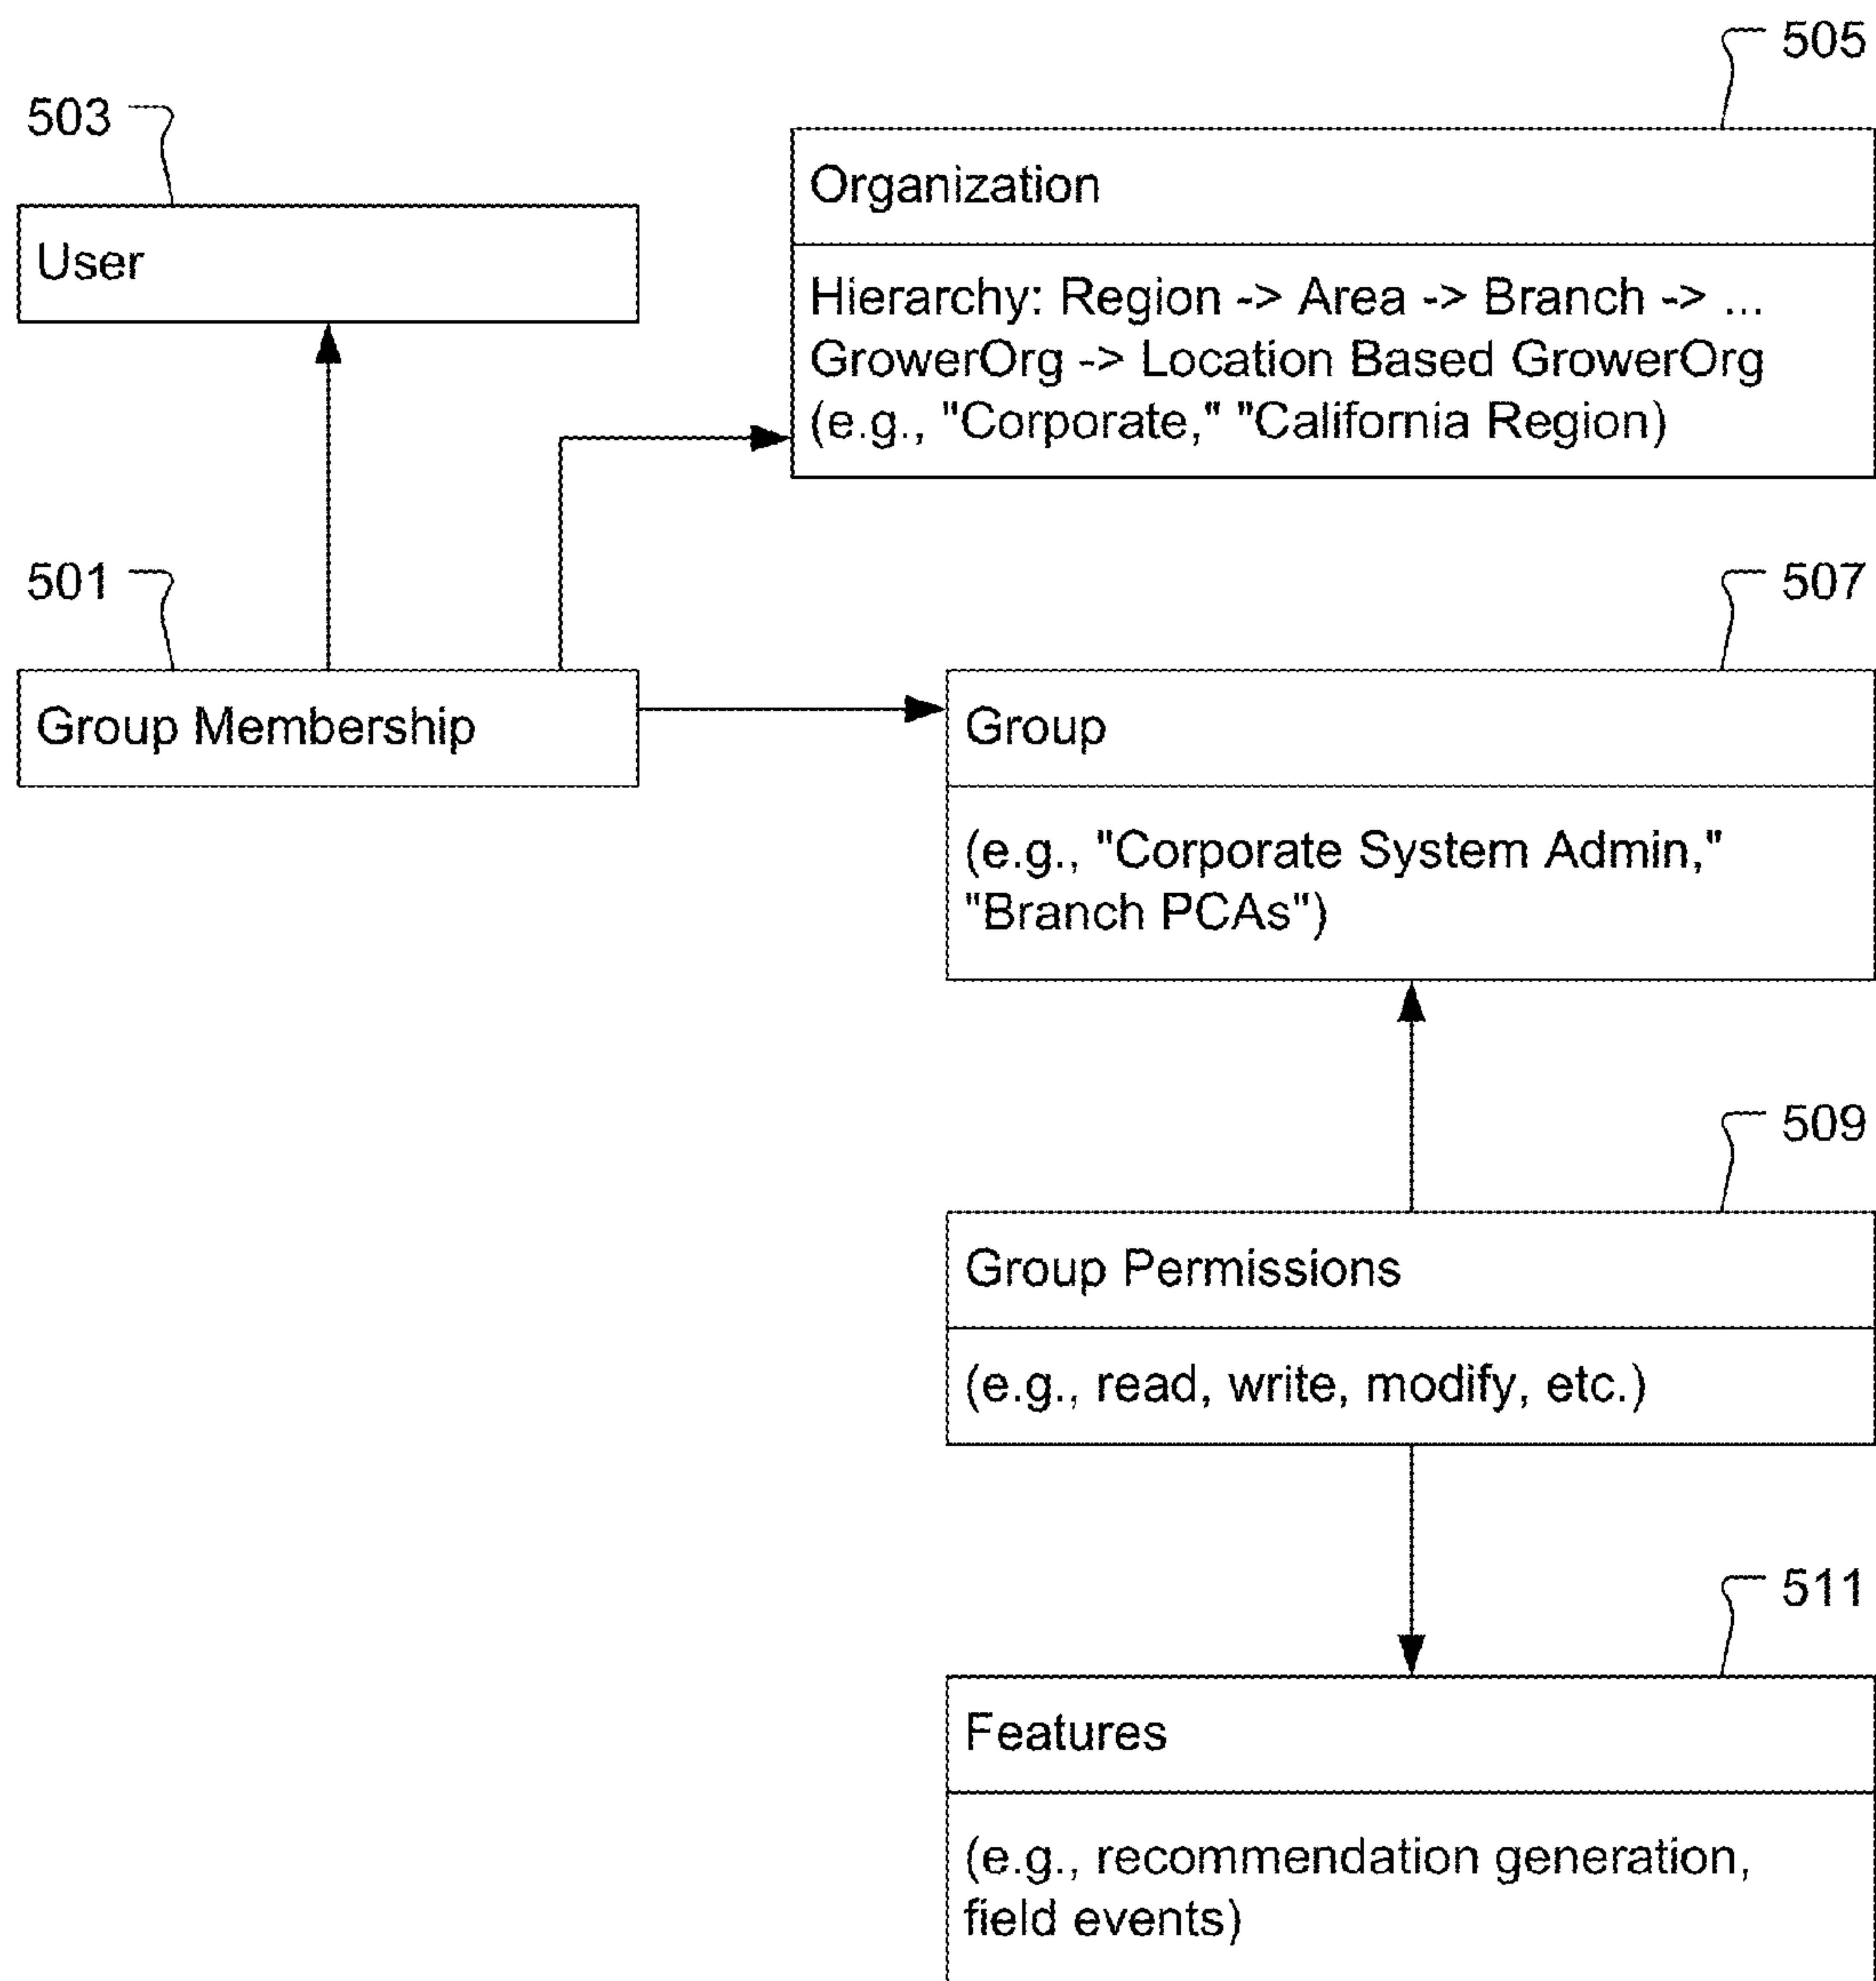 505
503
Organization
User
Hierarchy: Region -> Area -> Branch -> ...
GrowerOrg -> Location Based GrowerOrg
(e.g., "Corporate," "California Region)
501
507
Group Membership
Group
(e.g., "Corporate System Admin,"
"Branch PCAs")
509
Group Permissions
(e.g., read, write, modify, etc.)
511
Features
(e.g., recommendation generation,
field events)